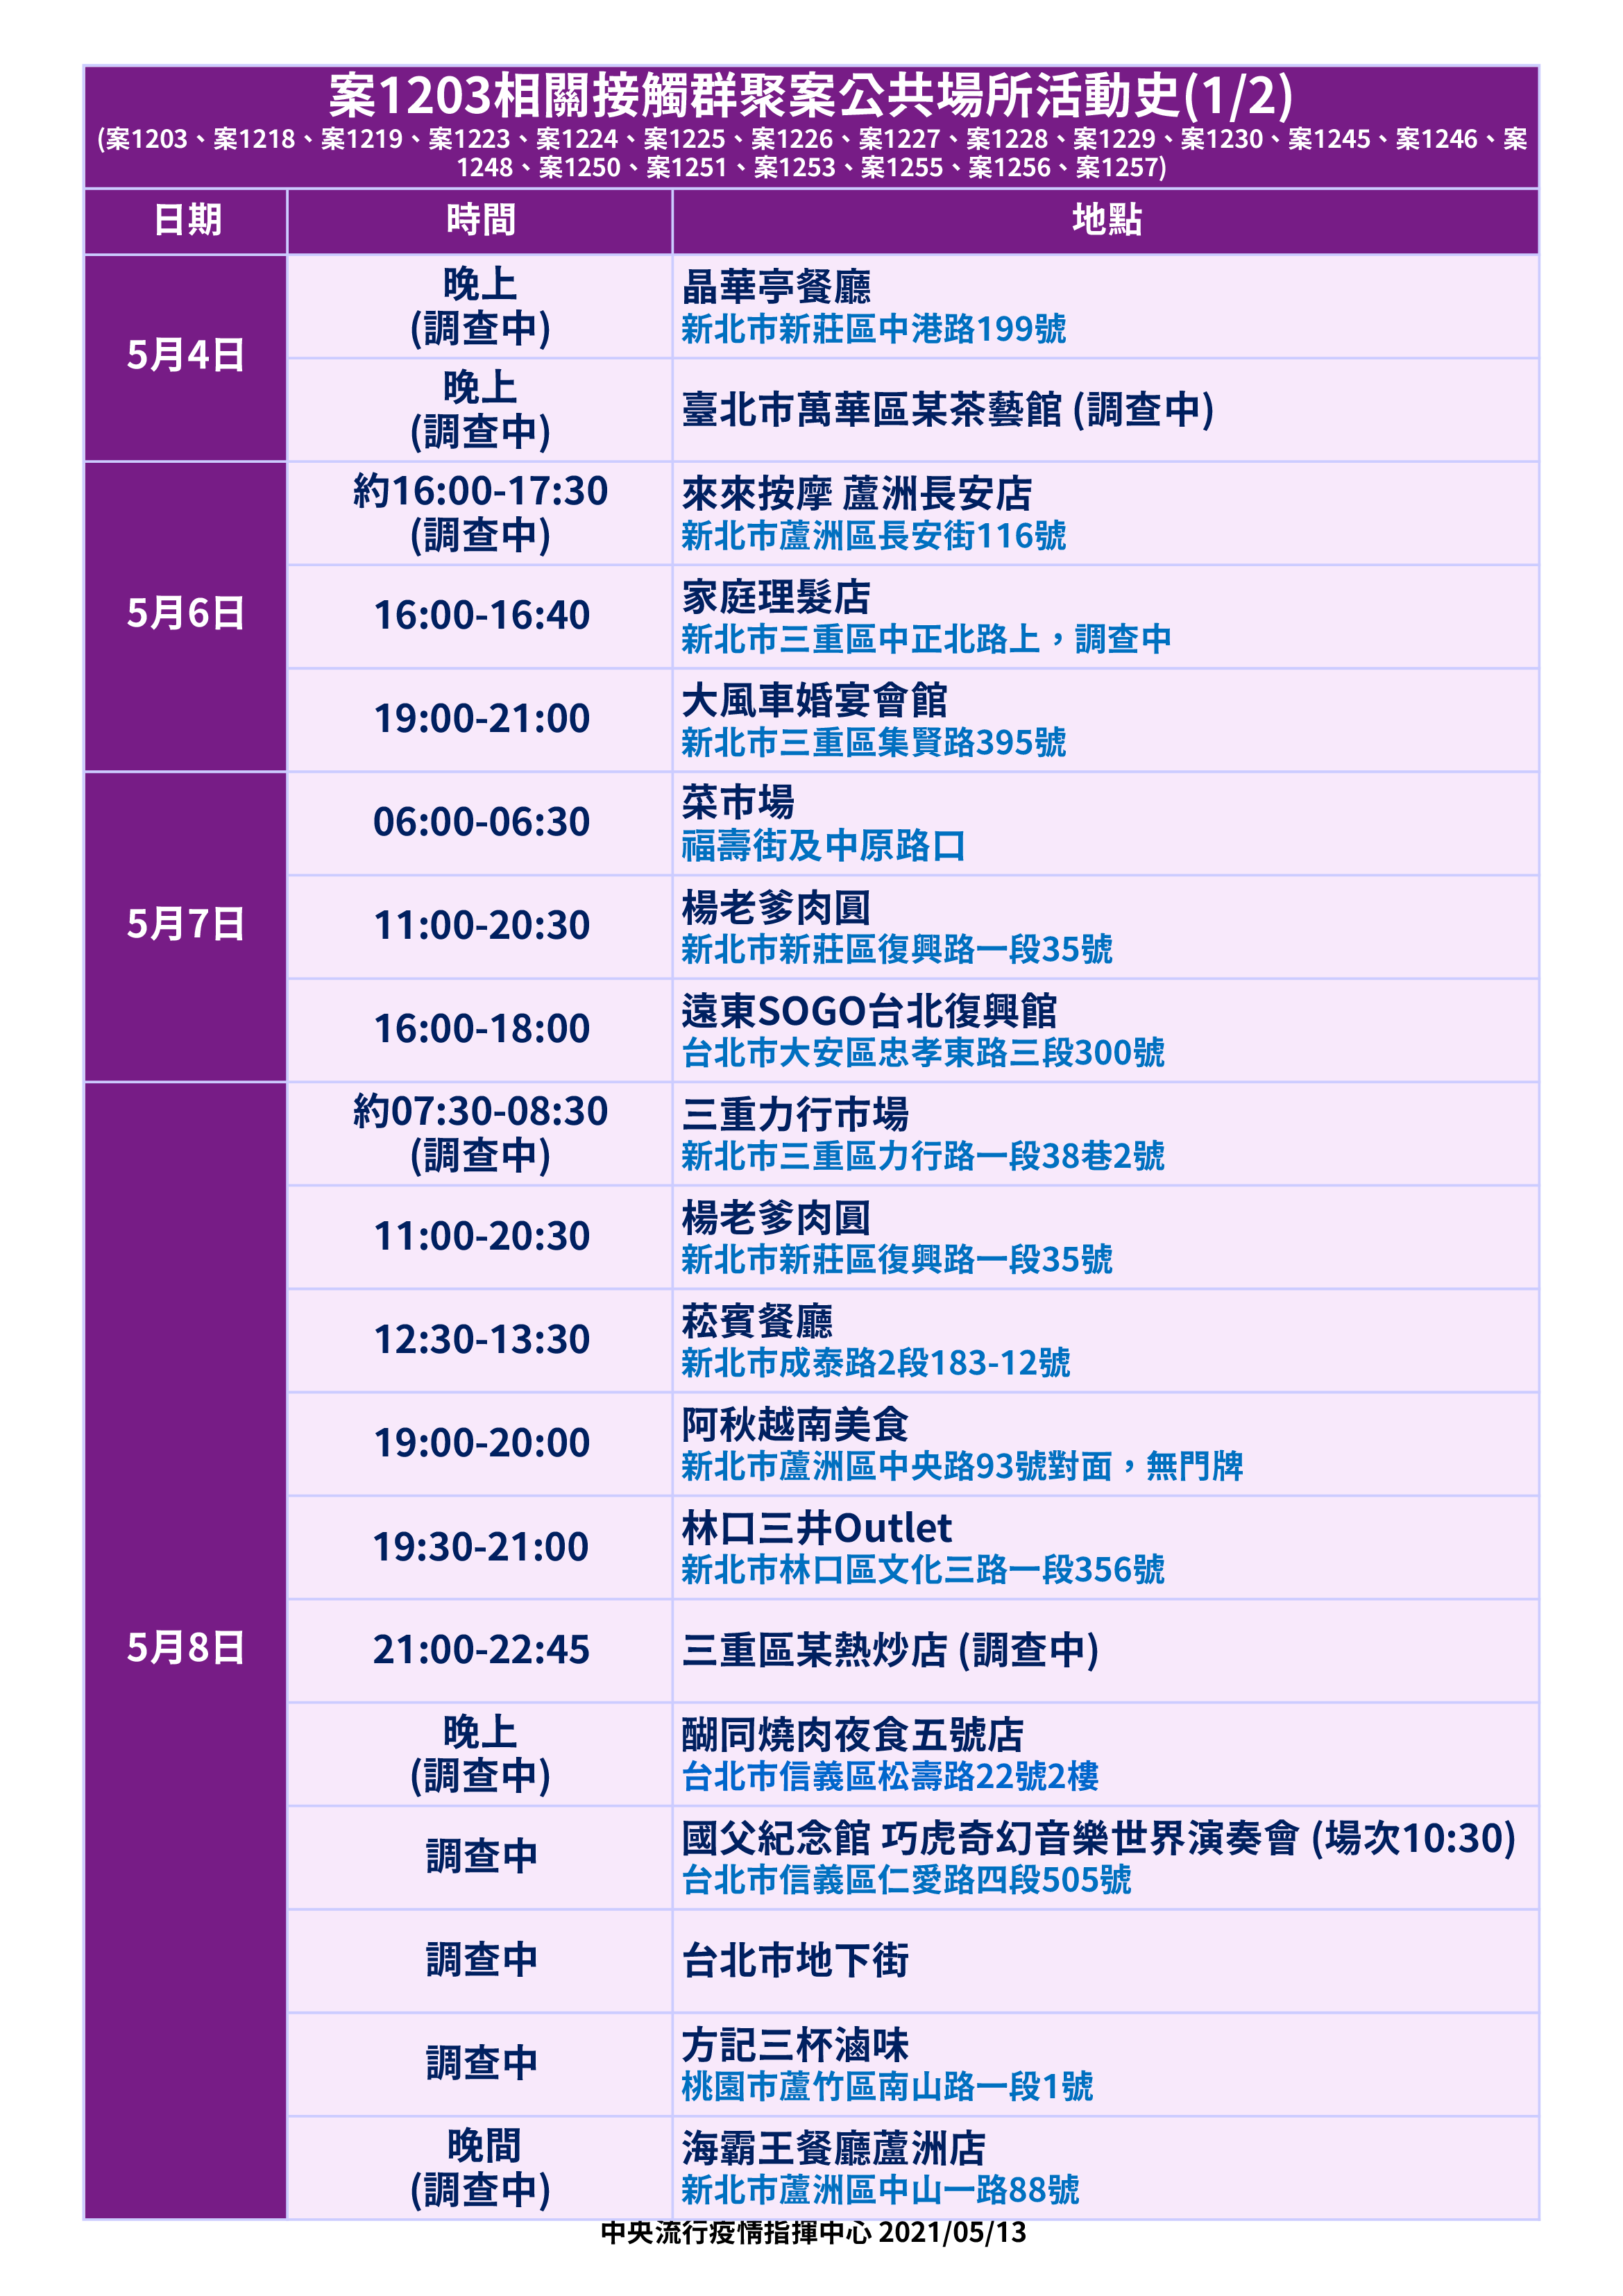 案1203相關接觸群聚案公共場所活動史(1/2)
(案1203、案1218、案1219、案1223、案1224、案1225、案1226、案1227、案1228、案1229、案1230、案1245、案1246、案
1248、案1250、案1251、案1253、案1255、案1256、案1257)
日期 時間 地點
5月4日
晚上
(調查中)
晶華亭餐廳
新北市新莊區中港路199號
晚上
(調查中)
臺北市萬華區某茶藝館 (調查中)
5月6日
約16:00-17:30
(調查中)
來來按摩 蘆洲長安店
新北市蘆洲區長安街116號
16:00-16:40
家庭理髮店
新北市三重區中正北路上，調查中
19:00-21:00
大風車婚宴會館
新北市三重區集賢路395號
5月7日
06:00-06:30
菜市場
福壽街及中原路口
11:00-20:30
楊老爹肉圓
新北市新莊區復興路一段35號
16:00-18:00
遠東SOGO台北復興館
台北市大安區忠孝東路三段300號
5月8日
約07:30-08:30
(調查中)
三重力行市場
新北市三重區力行路一段38巷2號
11:00-20:30
楊老爹肉圓
新北市新莊區復興路一段35號
12:30-13:30
菘賓餐廳
新北市成泰路2段183-12號
19:00-20:00
阿秋越南美食
新北市蘆洲區中央路93號對面，無門牌
19:30-21:00
林口三井Outlet
新北市林口區文化三路一段356號
21:00-22:45
三重區某熱炒店 (調查中)
晚上
(調查中)
醐同燒肉夜食五號店
台北市信義區松壽路22號2樓
調查中
國父紀念館 巧虎奇幻音樂世界演奏會 (場次10:30)
台北市信義區仁愛路四段505號
調查中
台北市地下街
調查中
方記三杯滷味
桃園市蘆竹區南山路一段1號
晚間
(調查中)
海霸王餐廳蘆洲店
新北市蘆洲區中山一路88號
中央流行疫情指揮中心 2021/05/13